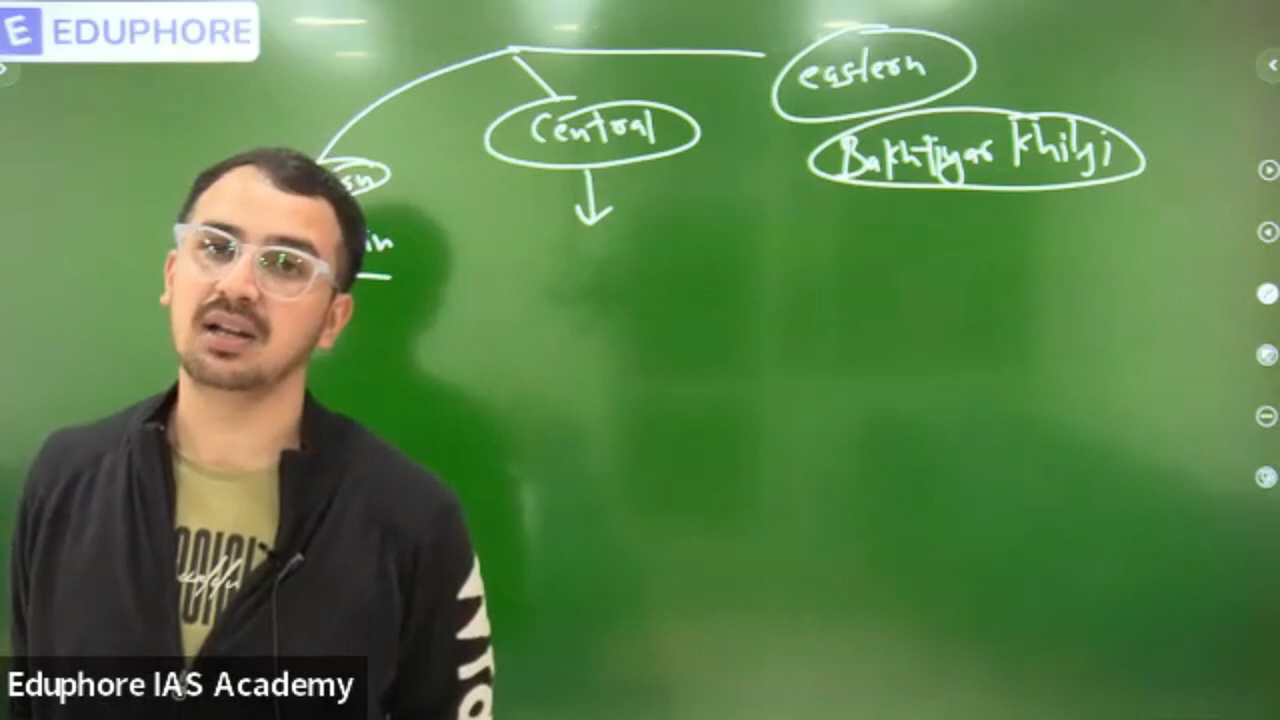 EDUPHORE
eastern
Central
Bakhtiyar Khilji
Eduphore IAS Academy